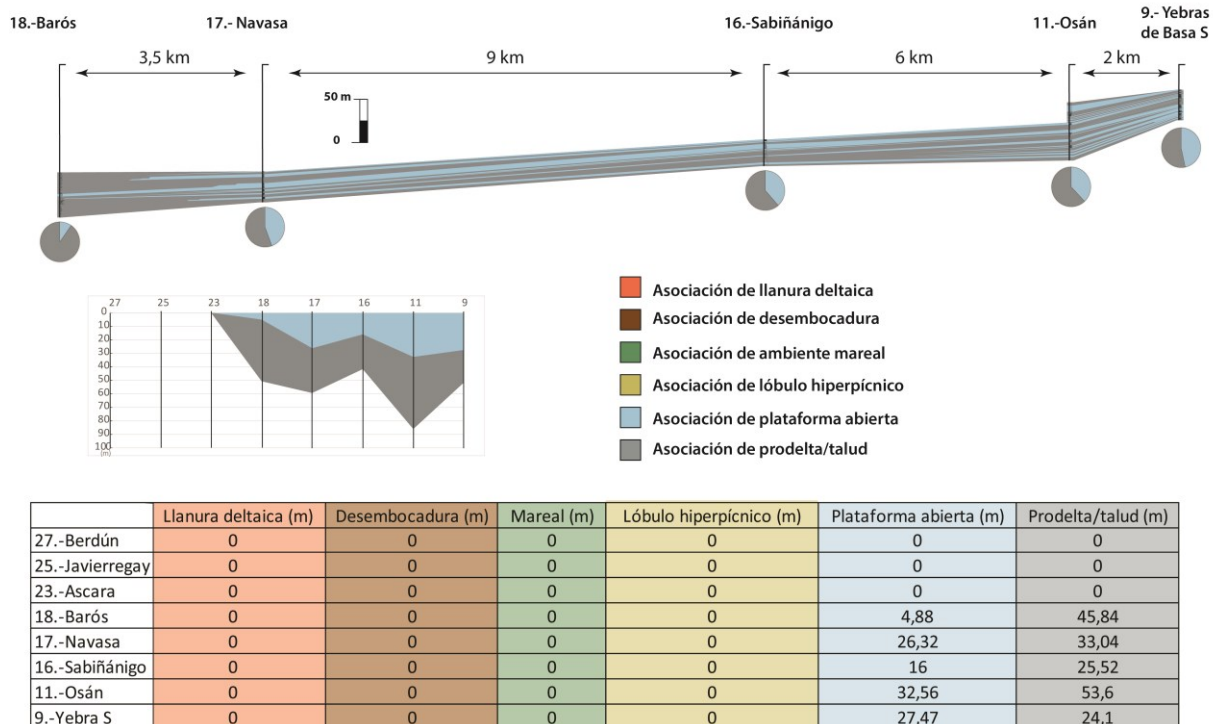 18.-Barós
17.- Navasa
16.-Sabiñánigo
11.-Osán
9.- Yebras
de Basa S
3,5 km
9 km
6 km
2 km
50 m
0
27 25 23 18 17 16 11 9
0
10
20
30
40
50
60
70
80
90
100
(m)
Asociación de llanura deltaica
Asociación de desembocadura
Asociación de ambiente mareal
Asociación de lóbulo hiperpícnico
Asociación de plataforma abierta
Asociación de prodelta/talud
Llanura deltaica (m) Desembocadura (m) Mareal (m) Lóbulo hiperpícnico (m) Plataforma abierta (m) Prodelta/talud (m)
27.-Berdún 0 0 0 0 0 0
25.-Javierregay 0 0 0 0 0 0
23.-Ascara 0 0 0 0 0 0
18.-Barós 0 0 0 0 4,88 45,84
17.-Navasa 0 0 0 0 26,32 33,04
16.-Sabiñánigo 0 0 0 0 16 25,52
11.-Osán 0 0 0 0 32,56 53,6
9.-Yebra S 0 0 0 0 27,47 24,1